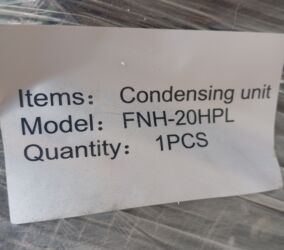 Items： Condensing unit
Model： FNH-20HPL
Quantity： 1PCS